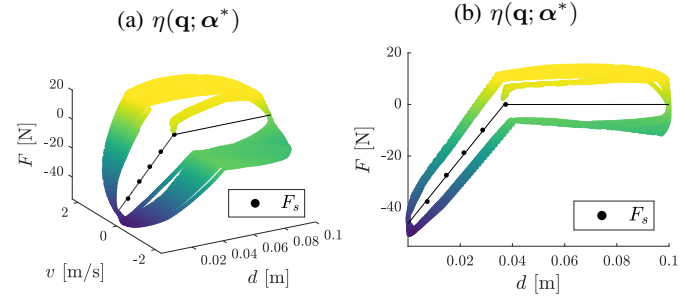 (a) η(q; α*)
20
0
-20
-40
F [N]
2
0
-2
v [m/s]
0.02
0.04
0.06
0.08
0.1
d [m]
F_s
(b) η(q; α*)
20
0
-20
-40
F [N]
0.02
0.04
0.06
0.08
0.1
d [m]
F_s